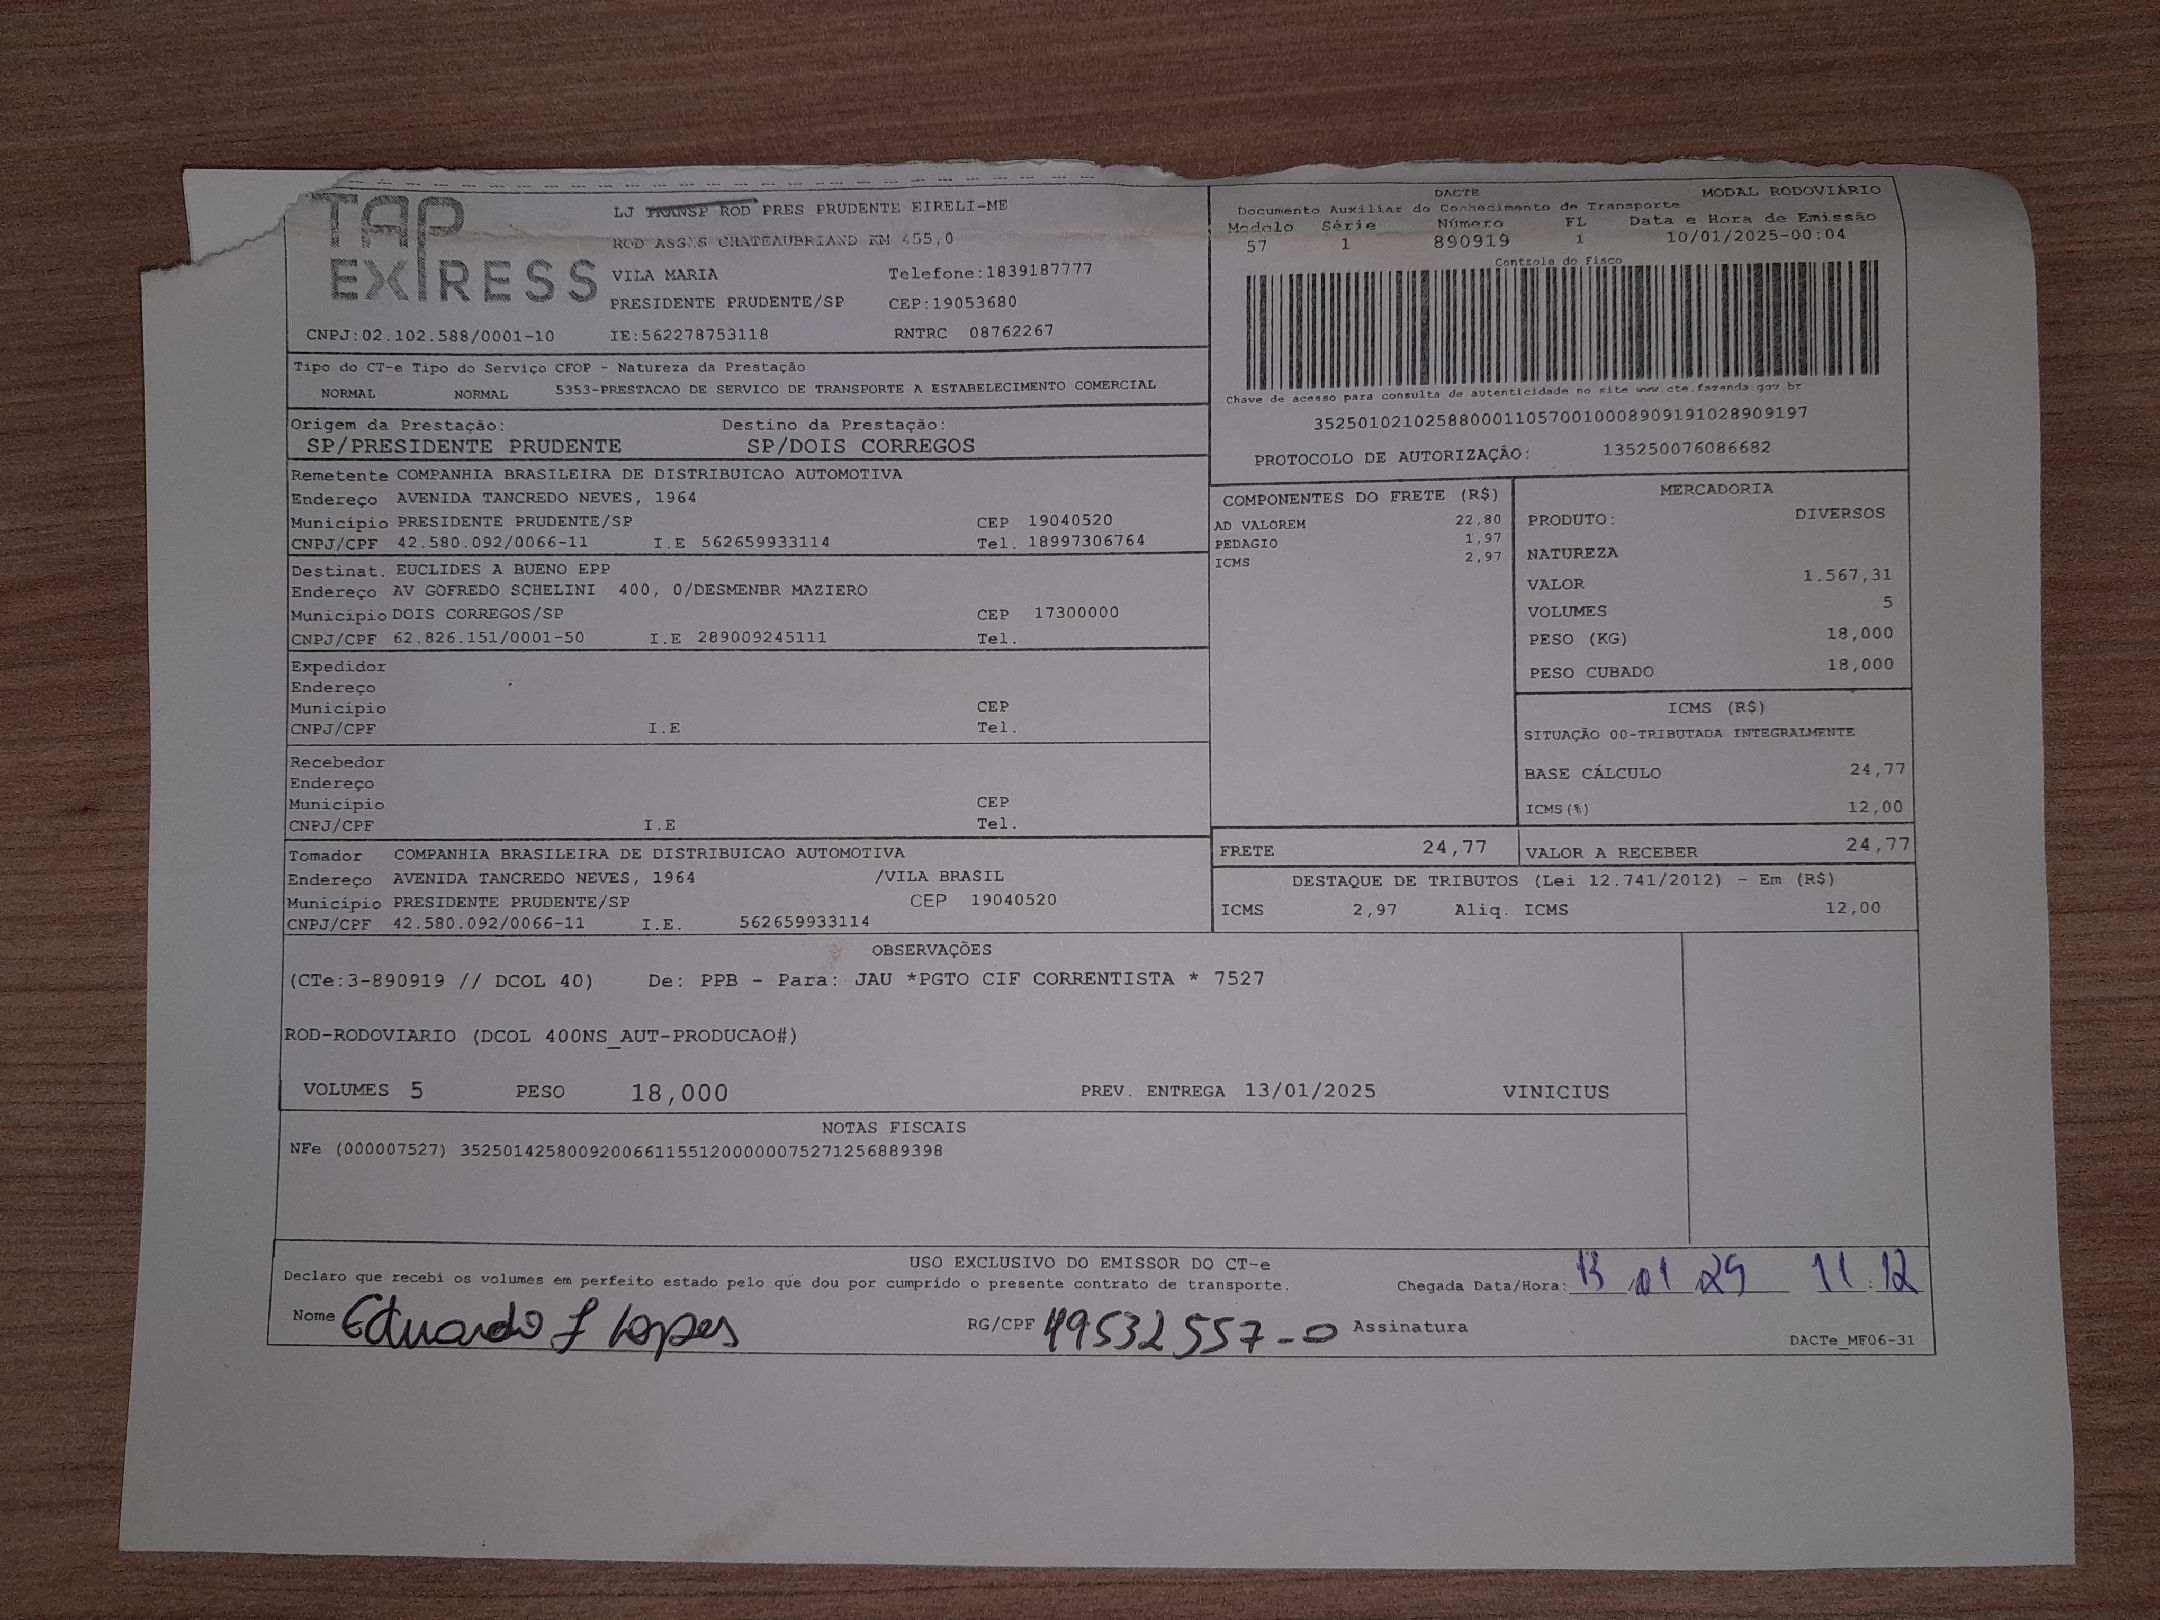 TAP
EXPRESS
LJ TRANSP ROD PRES PRUDENTE EIRELI-ME
ROD ASSIS CHATEAUBRIAND KM 455,0
VILA MARIA Telefone:1839187777
PRESIDENTE PRUDENTE/SP CEP:19053680
CNPJ:02.102.588/0001-10 IE:562278753118 RNTRC 08762267
DACTE MODAL RODOVIÁRIO
Documento Auxiliar do Conhecimento de Transporte
Modelo Série Número FL Data e Hora de Emissão
57 1 890919 1 10/01/2025-00:04
Controle do Fisco
Chave de acesso para consulta de autenticidade no site www.cte.fazenda.gov.br
35250102102588000110570010008909191028909197
PROTOCOLO DE AUTORIZAÇÃO: 135250076086682
Tipo do CT-e Tipo do Serviço CFOP - Natureza da Prestação
NORMAL NORMAL 5353-PRESTACAO DE SERVICO DE TRANSPORTE A ESTABELECIMENTO COMERCIAL
Origem da Prestação: Destino da Prestação:
SP/PRESIDENTE PRUDENTE SP/DOIS CORREGOS
Remetente COMPANHIA BRASILEIRA DE DISTRIBUICAO AUTOMOTIVA
Endereço AVENIDA TANCREDO NEVES, 1964
Município PRESIDENTE PRUDENTE/SP CEP 19040520
CNPJ/CPF 42.580.092/0066-11 I.E 562659933114 Tel. 18997306764
Destinat. EUCLIDES A BUENO EPP
Endereço AV GOFREDO SCHELINI 400, 0/DESMENBR MAZIERO
Município DOIS CORREGOS/SP CEP 17300000
CNPJ/CPF 62.826.151/0001-50 I.E 289009245111 Tel.
Expedidor
Endereço
Município CEP
CNPJ/CPF I.E Tel.
Recebedor
Endereço
Município CEP
CNPJ/CPF I.E Tel.
Tomador COMPANHIA BRASILEIRA DE DISTRIBUICAO AUTOMOTIVA
Endereço AVENIDA TANCREDO NEVES, 1964 /VILA BRASIL
Município PRESIDENTE PRUDENTE/SP CEP 19040520
CNPJ/CPF 42.580.092/0066-11 I.E. 562659933114
COMPONENTES DO FRETE (R$)
AD VALOREM 22,80
PEDAGIO 1,97
ICMS 2,97
MERCADORIA
PRODUTO: DIVERSOS
NATUREZA
VALOR 1.567,31
VOLUMES 5
PESO (KG) 18,000
PESO CUBADO 18,000
ICMS (R$)
SITUAÇÃO 00-TRIBUTADA INTEGRALMENTE
BASE CÁLCULO 24,77
ICMS(%) 12,00
FRETE 24,77 VALOR A RECEBER 24,77
DESTAQUE DE TRIBUTOS (Lei 12.741/2012) - Em (R$)
ICMS 2,97 Aliq. ICMS 12,00
OBSERVAÇÕES
(CTe:3-890919 // DCOL 40) De: PPB - Para: JAU *PGTO CIF CORRENTISTA * 7527
ROD-RODOVIARIO (DCOL 400NS_AUT-PRODUCAO#)
VOLUMES 5 PESO 18,000 PREV. ENTREGA 13/01/2025 VINICIUS
NOTAS FISCAIS
NFe (000007527) 35250142580092006611551200000075271256889398
USO EXCLUSIVO DO EMISSOR DO CT-e
Declaro que recebi os volumes em perfeito estado pelo que dou por cumprido o presente contrato de transporte. Chegada Data/Hora: 13 01 25 11:12
Nome Eduardo f Lopes RG/CPF 49532557-0 Assinatura
DACTe_MF06-31